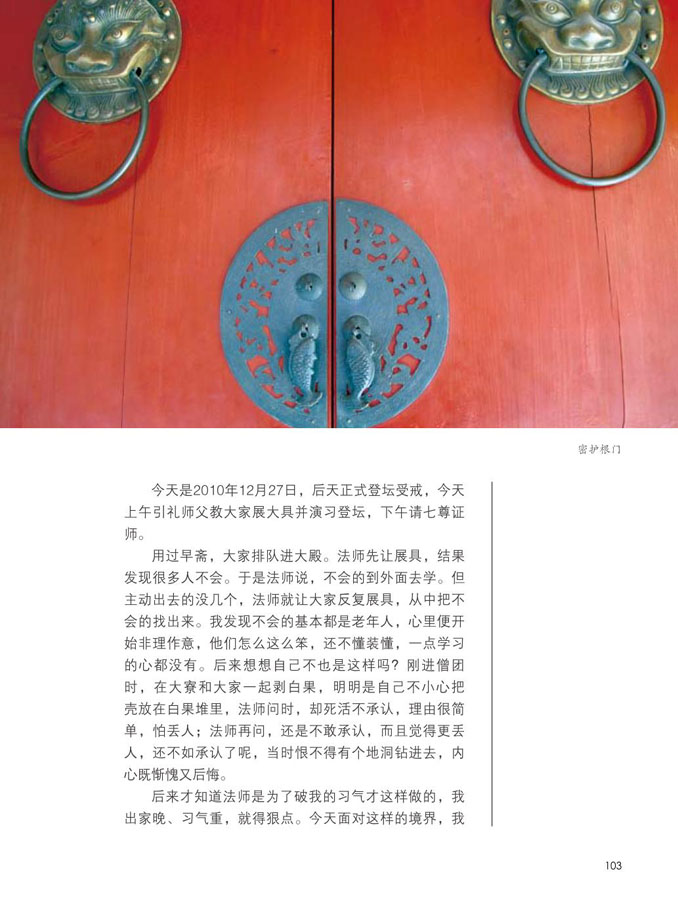 密护根门
今天是2010年12月27日，后天正式登坛受戒，今天
上午引礼师父教大家展大具并演习登坛，下午请七尊证
师。
用过早斋，大家排队进大殿。法师先让展具，结果
发现很多人不会。于是法师说，不会的到外面去学。但
主动出去的没几个，法师就让大家反复展具，从中把不
会的找出来。我发现不会的基本都是老年人，心里便开
始非理作意，他们怎么这么笨，还不懂装懂，一点学习
的心都没有。后来想想自己不也是这样吗？刚进僧团
时，在大寮和大家一起剥白果，明明是自己不小心把
壳放在白果堆里，法师问时，却死活不承认，理由很简
单，怕丢人；法师再问，还是不敢承认，而且觉得更丢
人，还不如承认了呢，当时恨不得有个地洞钻进去，内
心既惭愧又后悔。
后来才知道法师是为了破我的习气才这样做的，我
出家晚、习气重，就得狠点。今天面对这样的境界，我
103